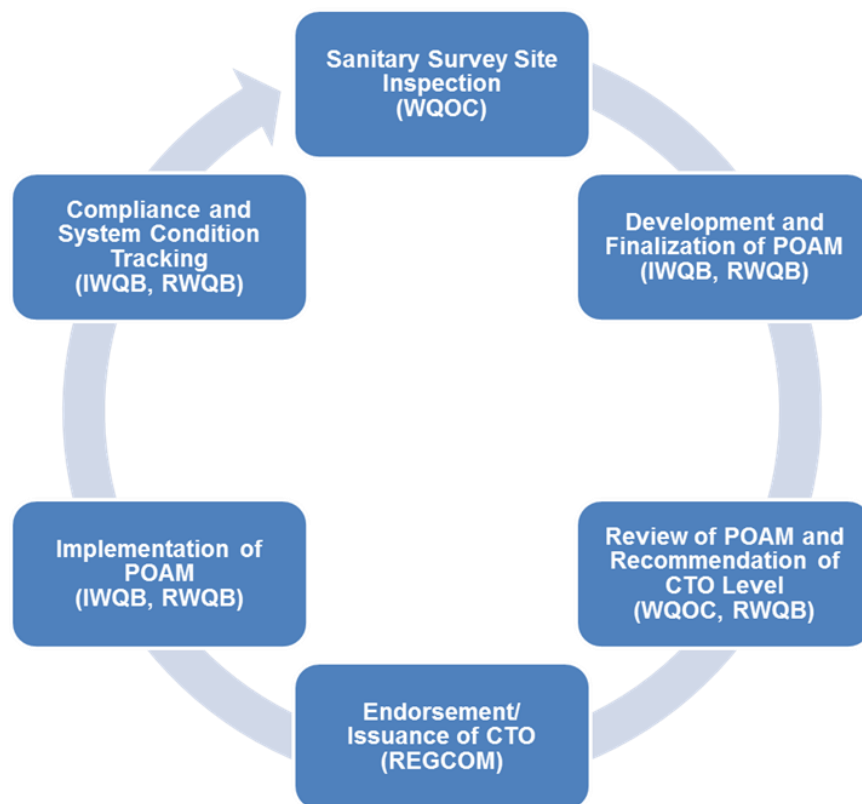 Sanitary Survey Site
Inspection
(WQOC)
Development and
Finalization of POAM
(IWQB, RWQB)
Review of POAM and
Recommendation of
CTO Level
(WQOC, RWQB)
Endorsement/
Issuance of CTO
(REGCOM)
Implementation of
POAM
(IWQB, RWQB)
Compliance and
System Condition
Tracking
(IWQB, RWQB)